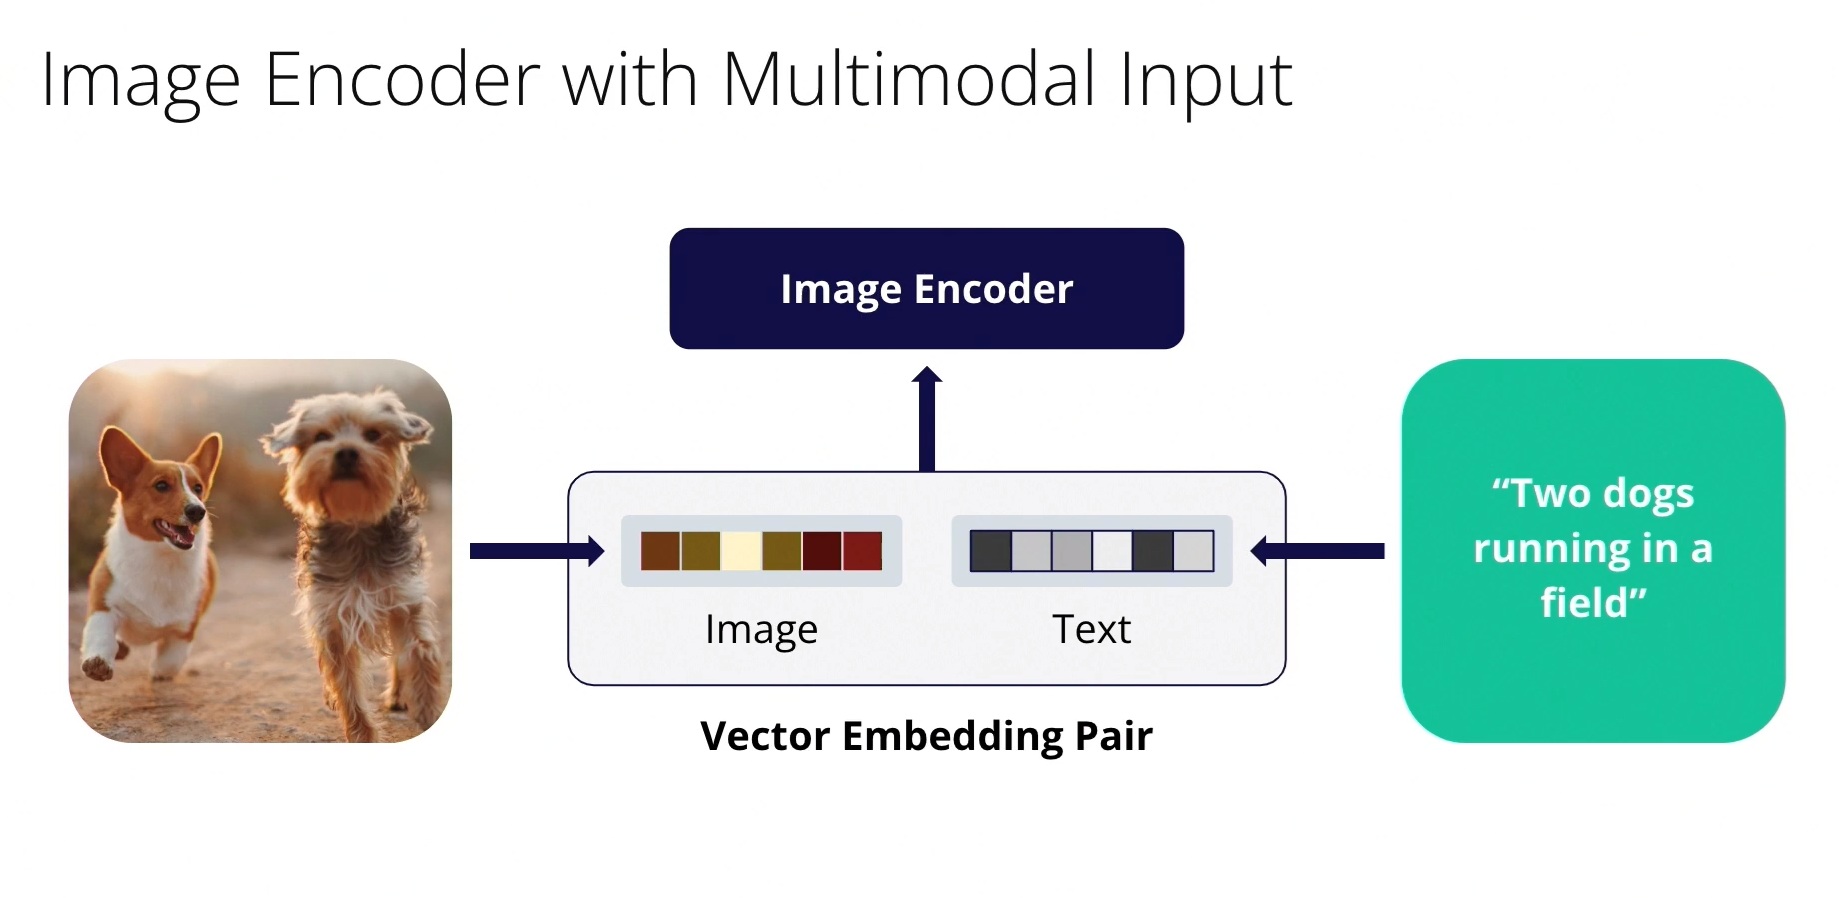 Image Encoder with Multimodal Input
Image Encoder
“Two dogs
running in a
field”
Image
Text
Vector Embedding Pair